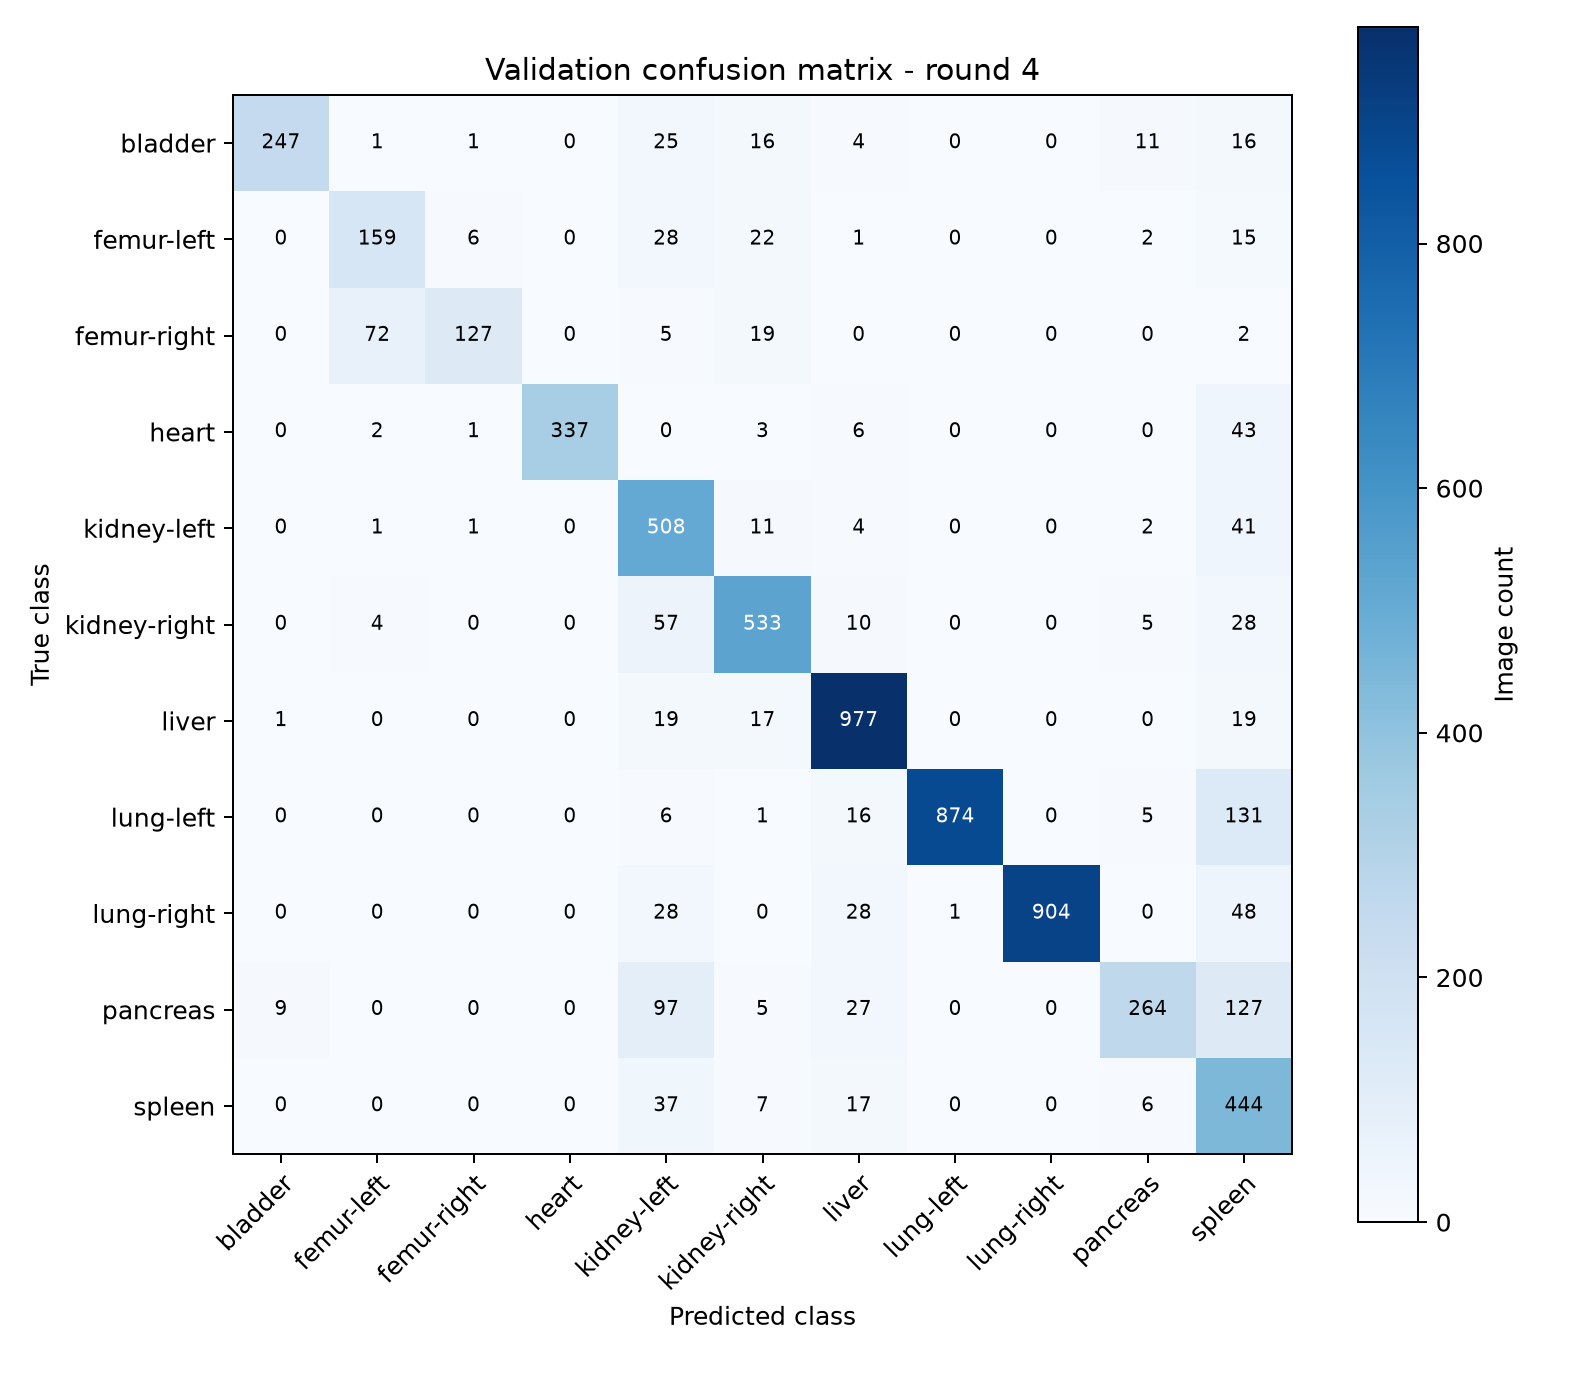 Validation confusion matrix - round 4
bladder 247 1 1 0 25 16 4 0 0 11 16
femur-left 0 159 6 0 28 22 1 0 0 2 15
femur-right 0 72 127 0 5 19 0 0 0 0 2
heart 0 2 1 337 0 3 6 0 0 0 43
kidney-left 0 1 1 0 508 11 4 0 0 2 41
kidney-right 0 4 0 0 57 533 10 0 0 5 28
liver 1 0 0 0 19 17 977 0 0 0 19
lung-left 0 0 0 0 6 1 16 874 0 5 131
lung-right 0 0 0 0 28 0 28 1 904 0 48
pancreas 9 0 0 0 97 5 27 0 0 264 127
spleen 0 0 0 0 37 7 17 0 0 6 444
bladder femur-left femur-right heart kidney-left kidney-right liver lung-left lung-right pancreas spleen
Predicted class
True class
800
600
400
200
0
Image count